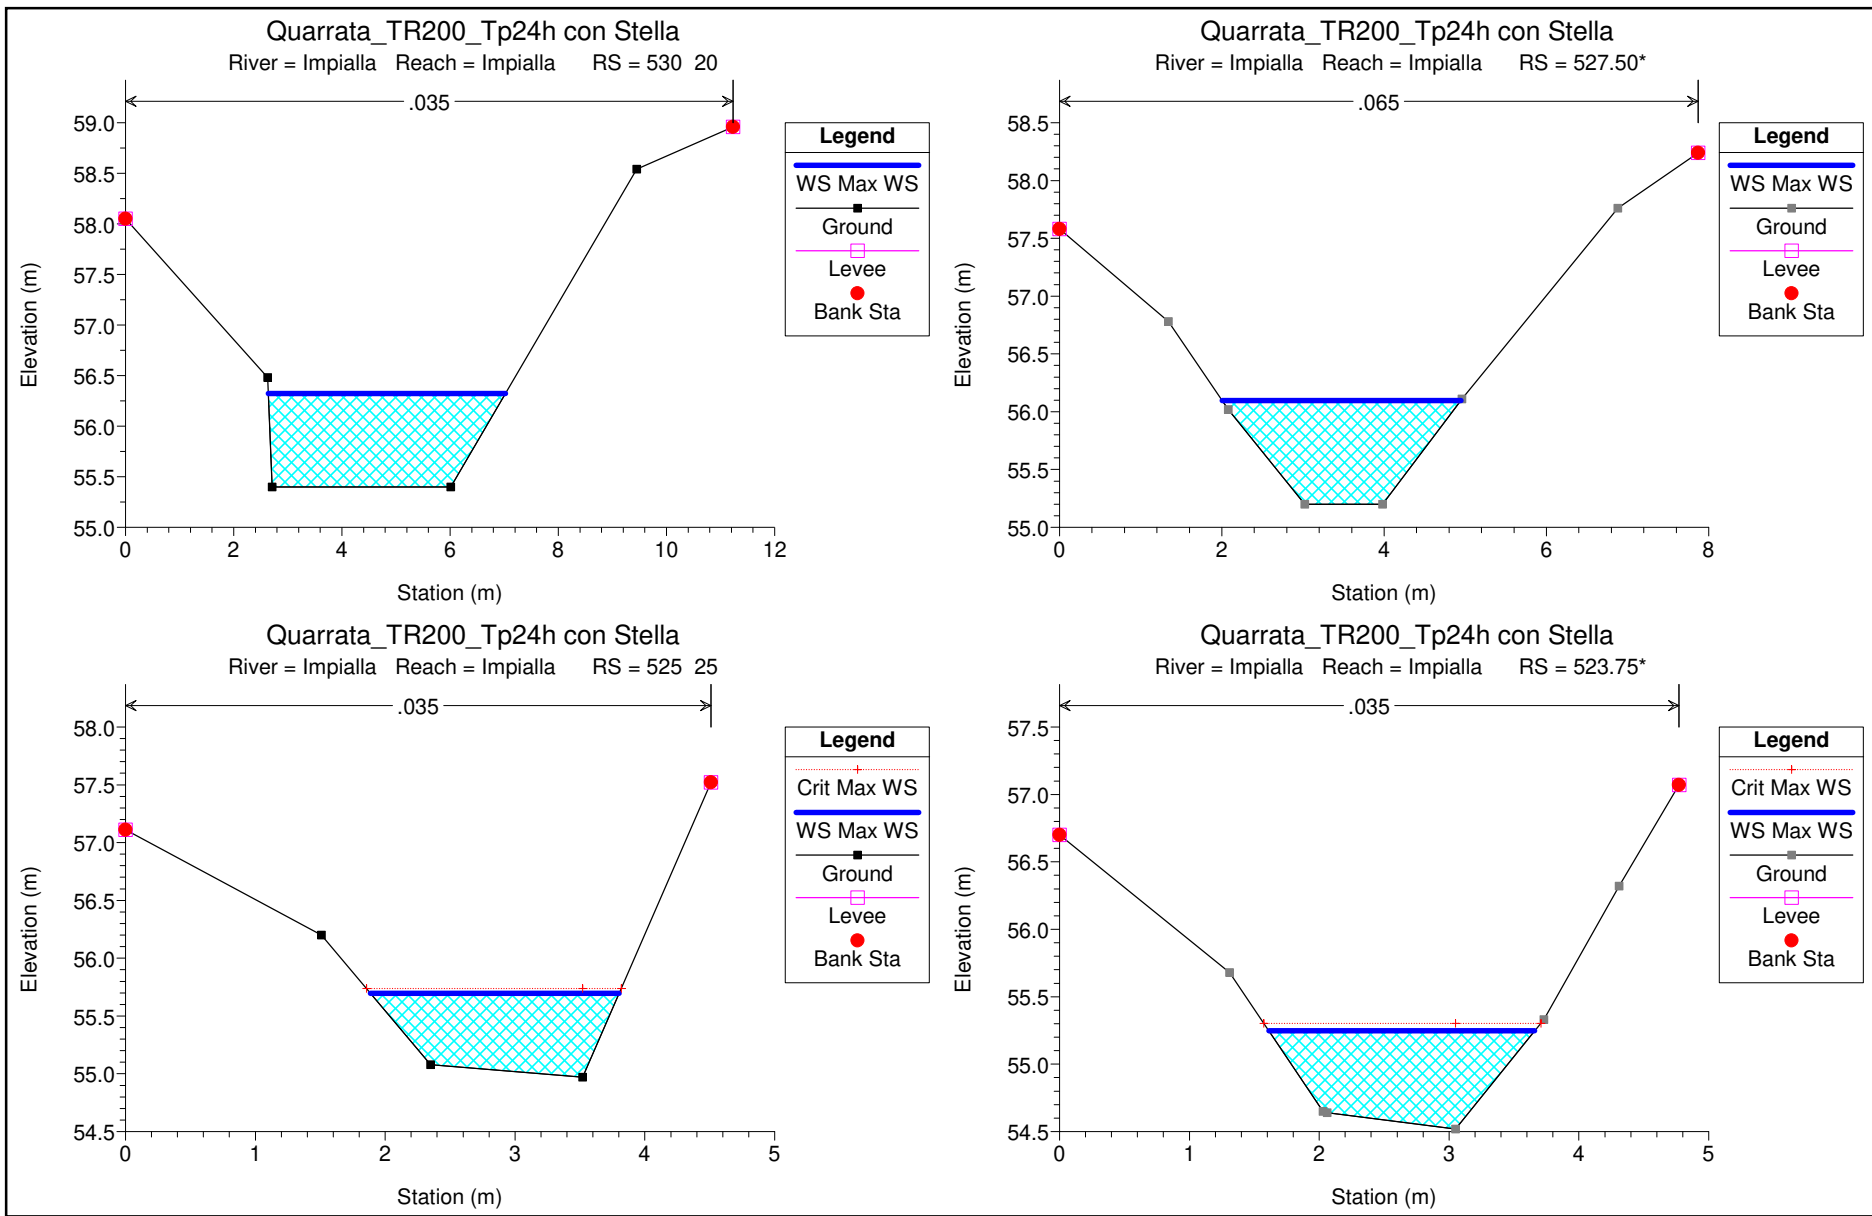 Quarrata_TR200_Tp24h con Stella
River = Impialla Reach = Impialla RS = 530 20
.035
59.0
58.5
58.0
57.5
57.0
56.5
56.0
55.5
55.0
0 2 4 6 8 10 12
Station (m)
Elevation (m)
Legend
WS Max WS
Ground
Levee
Bank Sta
Quarrata_TR200_Tp24h con Stella
River = Impialla Reach = Impialla RS = 527.50*
.065
58.5
58.0
57.5
57.0
56.5
56.0
55.5
55.0
0 2 4 6 8
Station (m)
Elevation (m)
Legend
WS Max WS
Ground
Levee
Bank Sta
Quarrata_TR200_Tp24h con Stella
River = Impialla Reach = Impialla RS = 525 25
.035
58.0
57.5
57.0
56.5
56.0
55.5
55.0
54.5
0 1 2 3 4 5
Station (m)
Elevation (m)
Legend
Crit Max WS
WS Max WS
Ground
Levee
Bank Sta
Quarrata_TR200_Tp24h con Stella
River = Impialla Reach = Impialla RS = 523.75*
.035
57.5
57.0
56.5
56.0
55.5
55.0
54.5
0 1 2 3 4 5
Station (m)
Elevation (m)
Legend
Crit Max WS
WS Max WS
Ground
Levee
Bank Sta